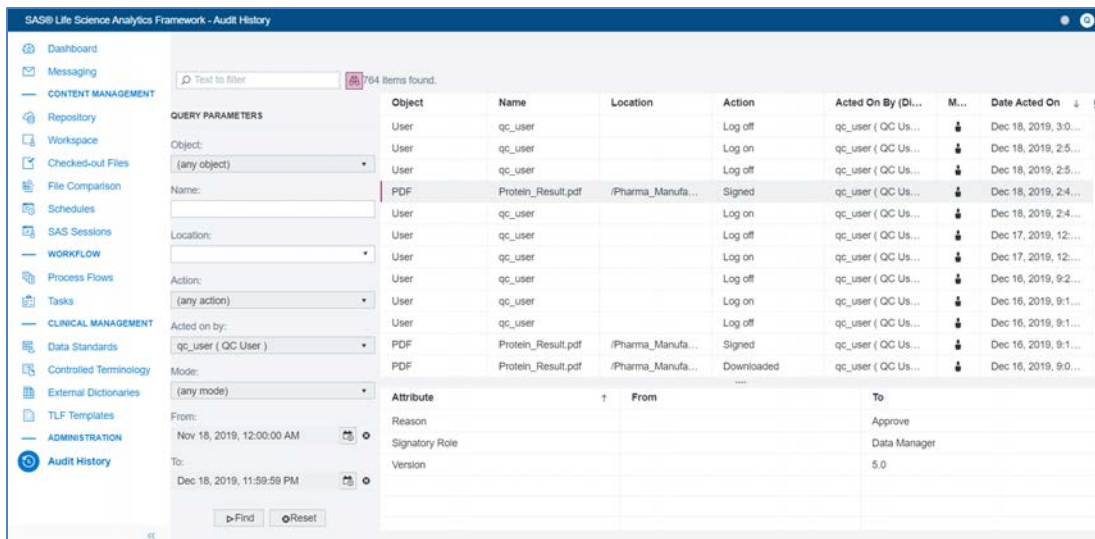 SAS® Life Science Analytics Framework - Audit History
Dashboard
Messaging
CONTENT MANAGEMENT
Repository
Workspace
Checked-out Files
File Comparison
Schedules
SAS Sessions
WORKFLOW
Process Flows
Tasks
CLINICAL MANAGEMENT
Data Standards
Controlled Terminology
External Dictionaries
TLF Templates
ADMINISTRATION
Audit History
Text to filter
764 items found.
QUERY PARAMETERS
Object:
(any object)
Name:
Location:
Action:
(any action)
Acted on by:
qc_user ( QC User )
Mode:
(any mode)
From:
Nov 18, 2019, 12:00:00 AM
To:
Dec 18, 2019, 11:59:59 PM
Find Reset
Object Name Location Action Acted On By (Di... M... Date Acted On ↓
User qc_user Log off qc_user ( QC Us... Dec 18, 2019, 3:0...
User qc_user Log on qc_user ( QC Us... Dec 18, 2019, 2:5...
User qc_user Log off qc_user ( QC Us... Dec 18, 2019, 2:5...
PDF Protein_Result.pdf /Pharma_Manufa... Signed qc_user ( QC Us... Dec 18, 2019, 2:4...
User qc_user Log on qc_user ( QC Us... Dec 18, 2019, 2:4...
User qc_user Log off qc_user ( QC Us... Dec 17, 2019, 12:...
User qc_user Log on qc_user ( QC Us... Dec 17, 2019, 12:...
User qc_user Log off qc_user ( QC Us... Dec 16, 2019, 9:2...
User qc_user Log on qc_user ( QC Us... Dec 16, 2019, 9:1...
User qc_user Log off qc_user ( QC Us... Dec 16, 2019, 9:1...
PDF Protein_Result.pdf /Pharma_Manufa... Signed qc_user ( QC Us... Dec 16, 2019, 9:1...
PDF Protein_Result.pdf /Pharma_Manufa... Downloaded qc_user ( QC Us... Dec 16, 2019, 9:0...
Attribute ↑ From To
Reason Approve
Signatory Role Data Manager
Version 5.0